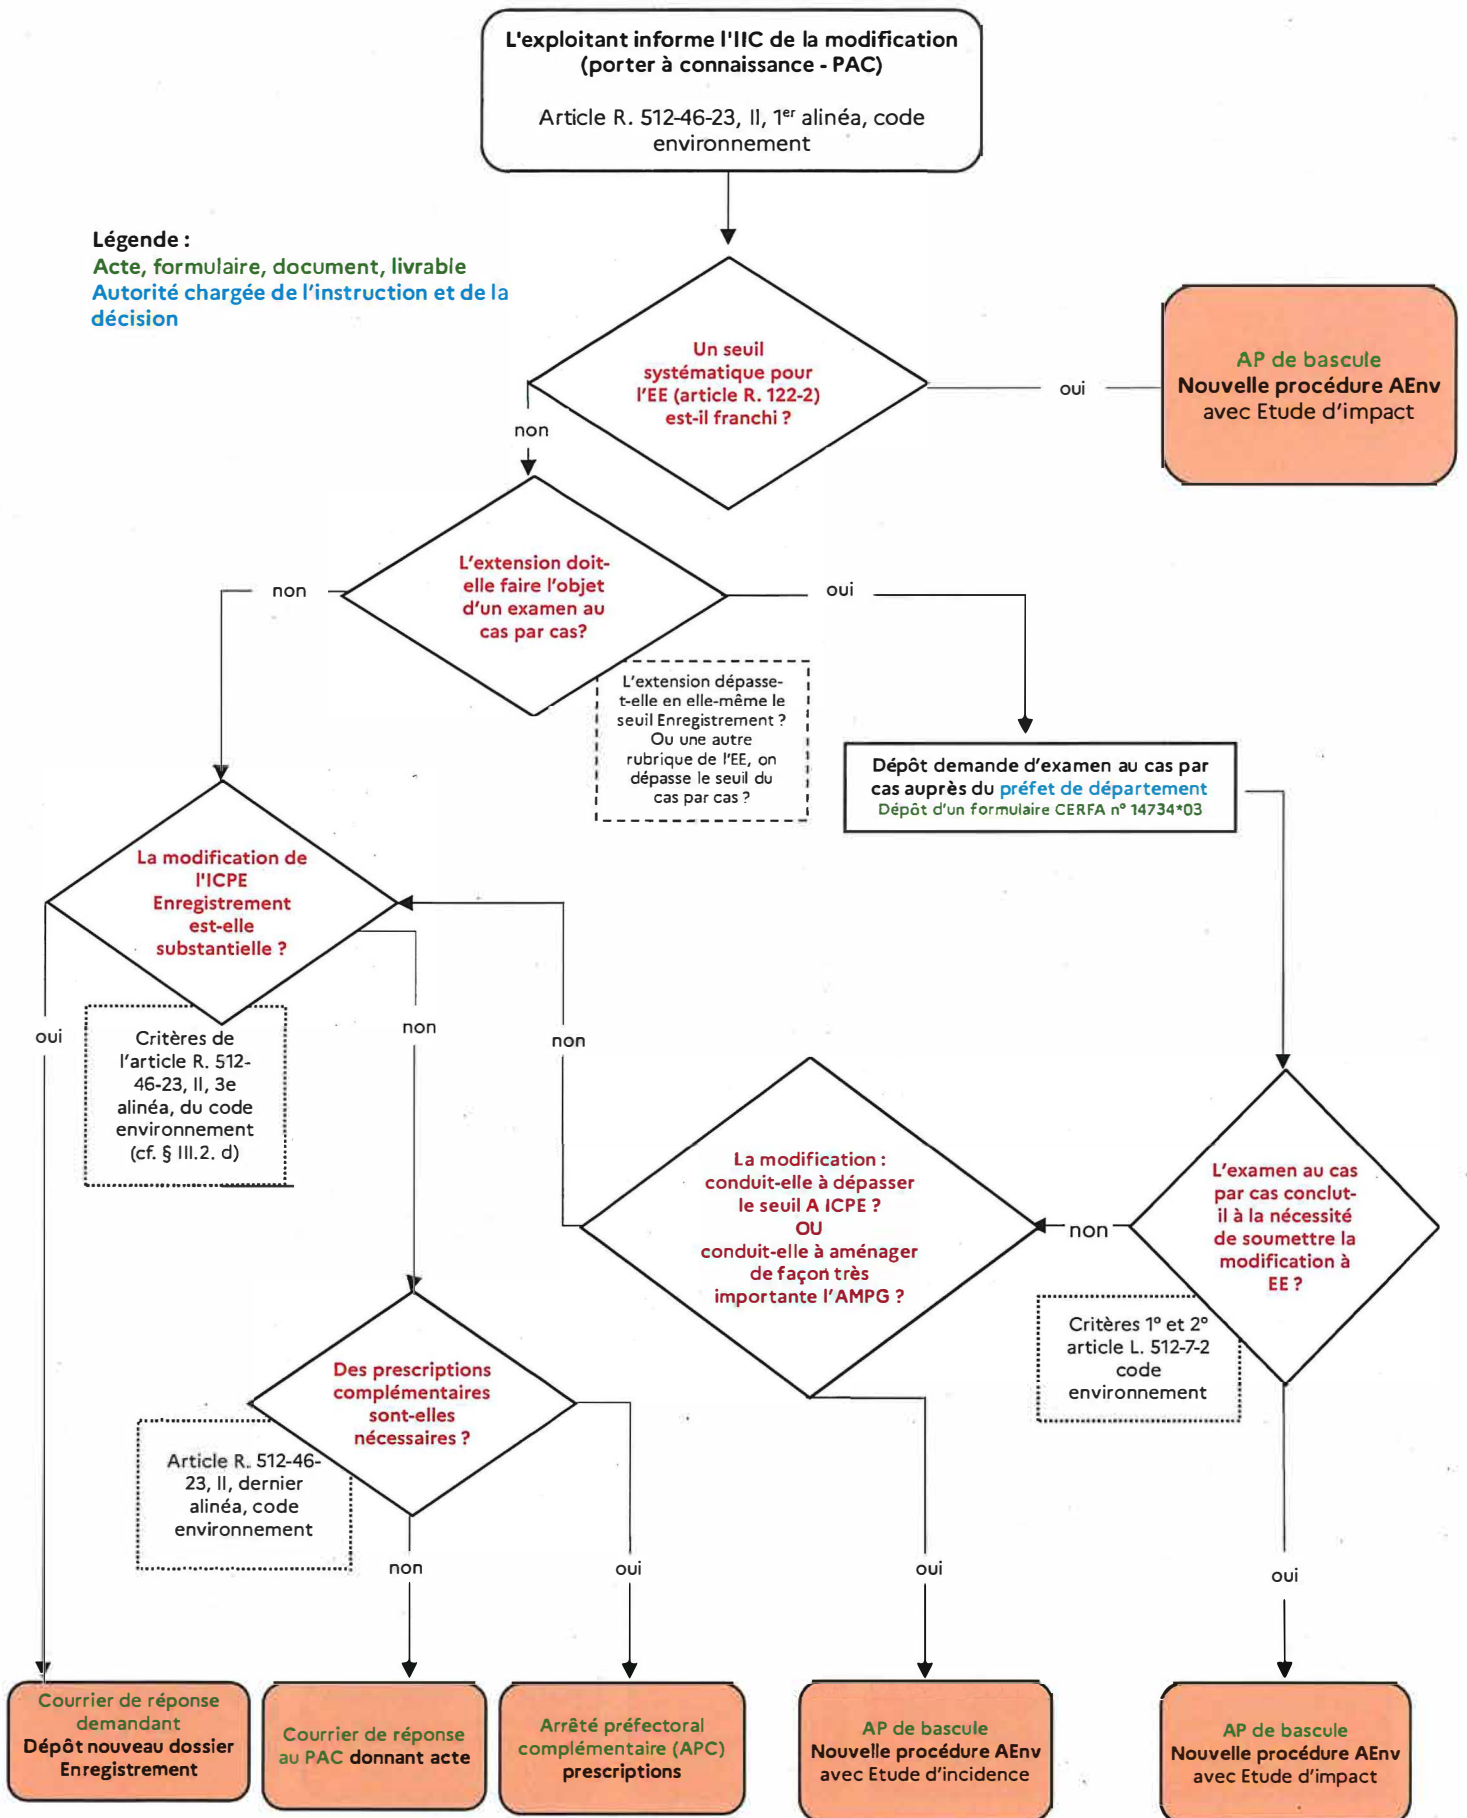 L'exploitant informe l'IIC de la modification
(porter à connaissance - PAC)
Article R. 512-46-23, II, 1er alinéa, code
environnement
Légende :
Acte, formulaire, document, livrable
Autorité chargée de l'instruction et de la
décision
Un seuil
systématique pour
l'EE (article R. 122-2)
est-il franchi ?
oui
AP de bascule
Nouvelle procédure AEnv
avec Etude d'impact
non
L'extension doit-
elle faire l'objet
d'un examen au
cas par cas?
non
oui
L'extension dépasse-
t-elle en elle-même le
seuil Enregistrement ?
Ou une autre
rubrique de l'EE, on
dépasse le seuil du
cas par cas ?
Dépôt demande d'examen au cas par
cas auprès du préfet de département
Dépôt d'un formulaire CERFA n° 14734*03
La modification de
l'ICPE
Enregistrement
est-elle
substantielle ?
oui
Critères de
l'article R. 512-
46-23, II, 3e
alinéa, du code
environnement
(cf. § III.2. d)
non
non
La modification :
conduit-elle à dépasser
le seuil A ICPE ?
OU
conduit-elle à aménager
de façon très
importante l'AMPG ?
non
L'examen au cas
par cas conclut-
il à la nécessité
de soumettre la
modification à
EE ?
Critères 1° et 2°
article L. 512-7-2
code
environnement
Des prescriptions
complémentaires
sont-elles
nécessaires ?
Article R. 512-46-
23, II, dernier
alinéa, code
environnement
non
oui
oui
oui
Courrier de réponse
demandant
Dépôt nouveau dossier
Enregistrement
Courrier de réponse
au PAC donnant acte
Arrêté préfectoral
complémentaire (APC)
prescriptions
AP de bascule
Nouvelle procédure AEnv
avec Etude d'incidence
AP de bascule
Nouvelle procédure AEnv
avec Etude d'impact